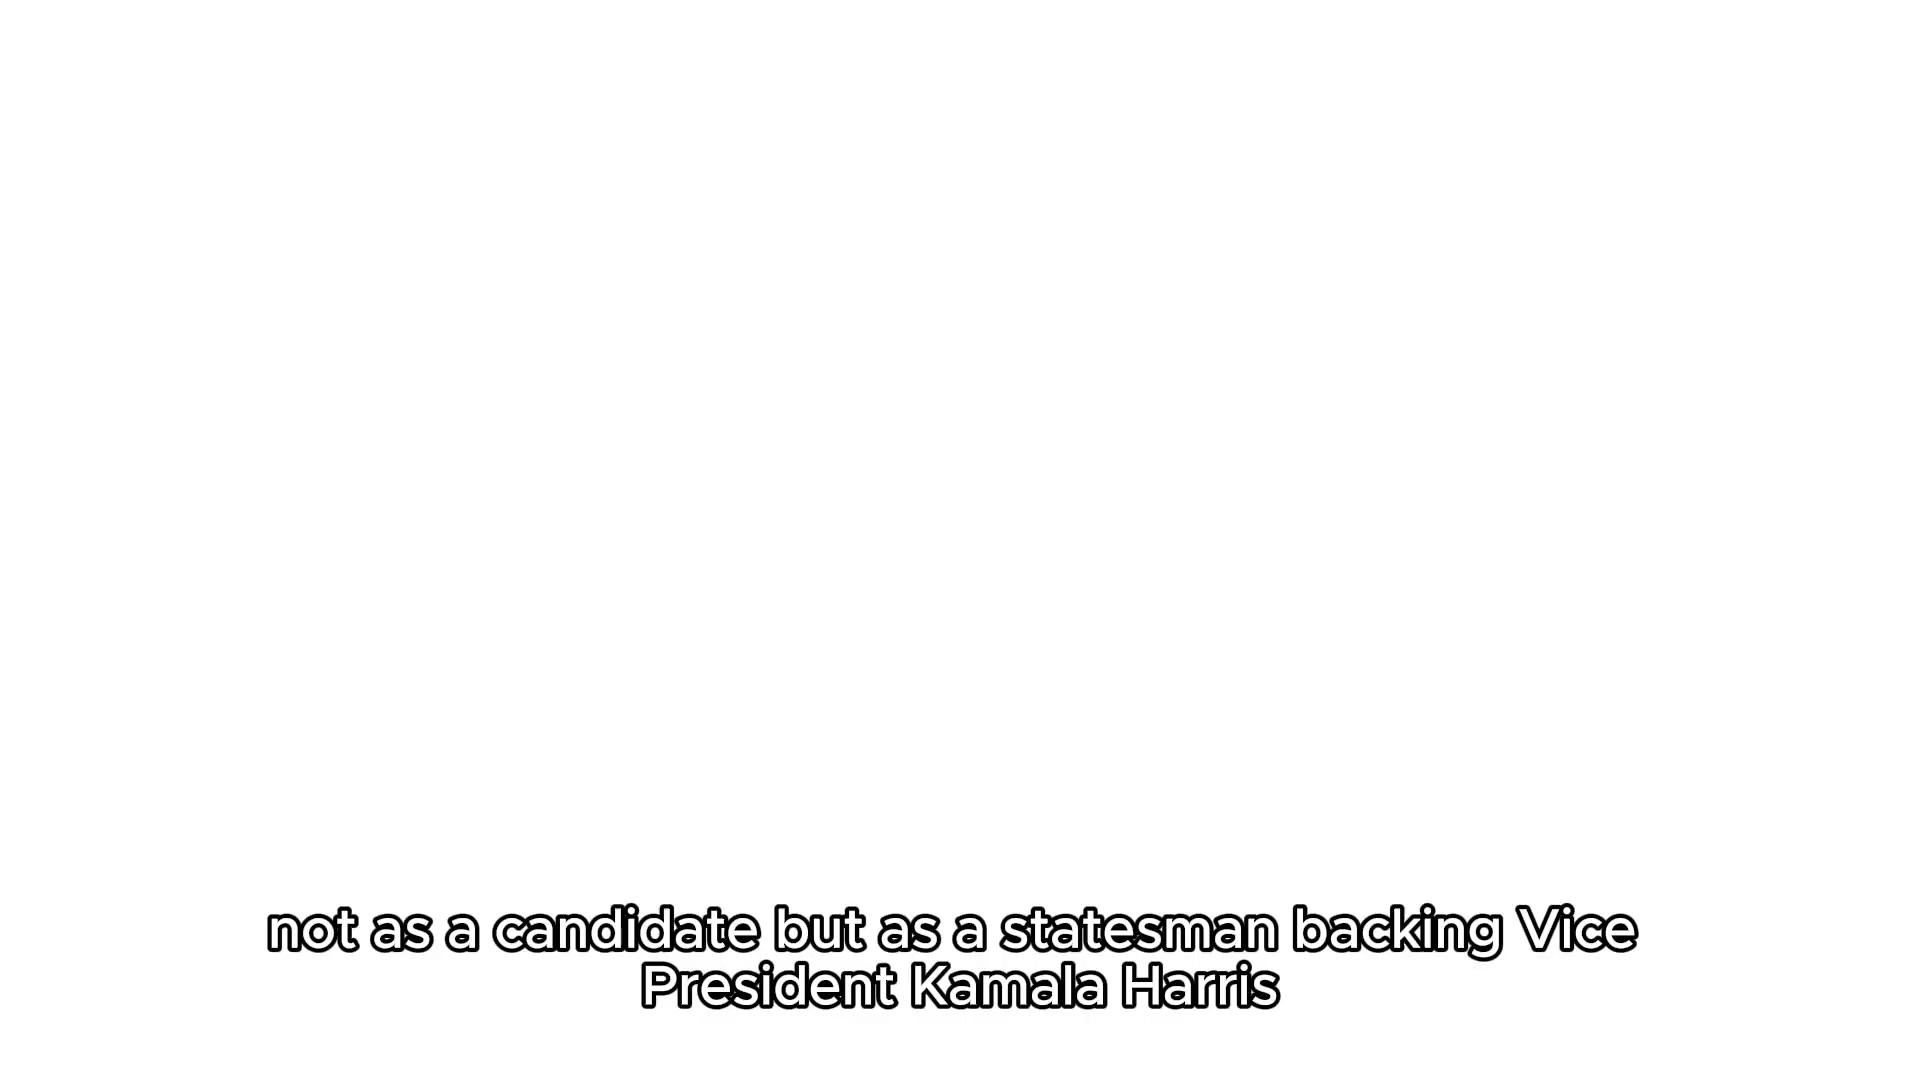 not as a candidate but as a statesman backing Vice
President Kamala Harris